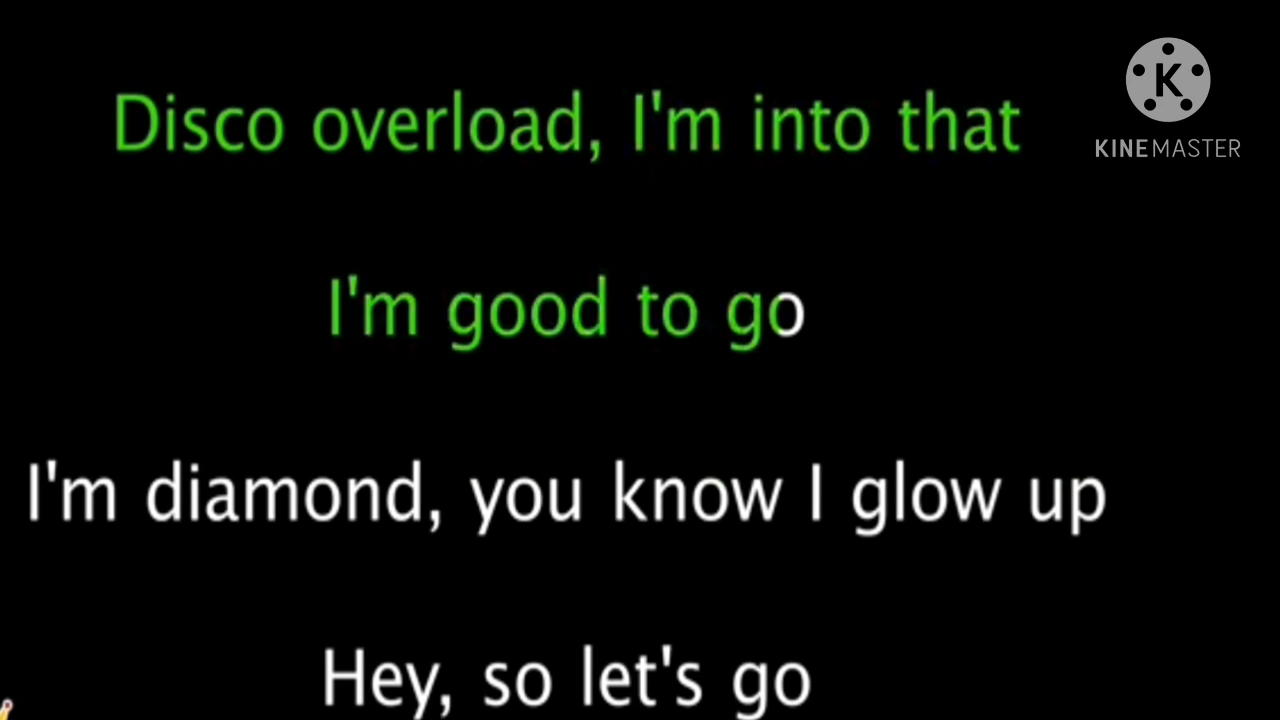 Disco overload, I'm into that
K
KINEMASTER
I'm good to go
I'm diamond, you know I glow up
Hey, so let's go